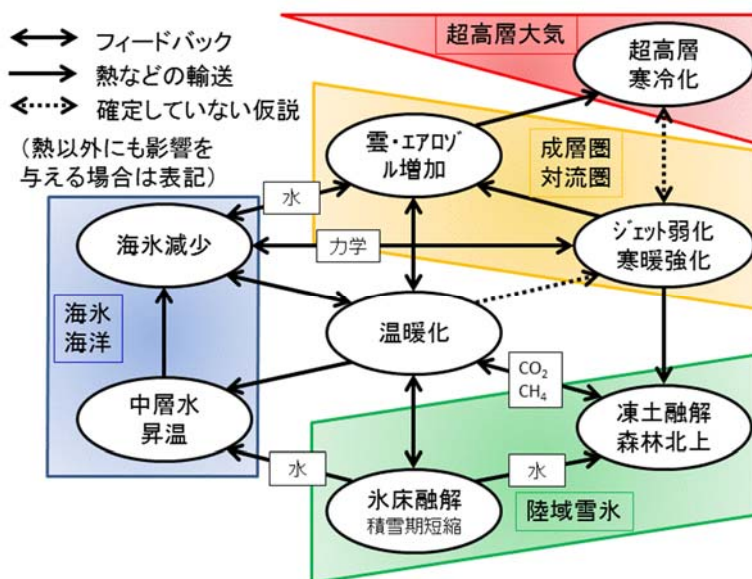 フィードバック
熱などの輸送
確定していない仮説
（熱以外にも影響を
与える場合は表記）
超高層大気
超高層
寒冷化
雲・エアロゾ
ル増加
成層圏
対流圏
水
海氷減少
力学
ジェット弱化
寒暖強化
海氷
海洋
温暖化
CO₂
CH₄
中層水
昇温
凍土融解
森林北上
水
水
氷床融解
積雪期短縮
陸域雪氷